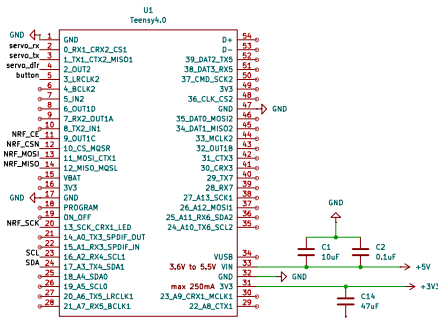 U1
Teensy4.0
GND 1 GND D+ 54
servo_rx 2 0_RX1_CRX2_CS1 D- 53
servo_tx 3 1_TX1_CTX2_MISO1 39_DAT2_TX5 52
servo_dir 4 2_OUT2 38_DAT3_RX5 51
button 5 3_LRCLK2 37_CMD_SCK2 50
6 4_BCLK2 3V3 49
7 5_IN2 36_CLK_CS2 48
8 6_OUT1D GND 47 GND
9 7_RX2_OUT1A 35_DAT0_MOSI2 46
10 8_TX2_IN1 34_DAT1_MISO2 45
NRF_CE 11 9_OUT1C 33_MCLK2 44
NRF_CSN 12 10_CS_MQSR 32_OUT1B 43
NRF_MOSI 13 11_MOSI_CTX1 31_CTX3 42
NRF_MISO 14 12_MISO_MQSL 30_CRX3 41
15 VBAT 29_TX7 40
16 3V3 28_RX7 39
GND 17 GND 27_A13_SCK1 38
18 PROGRAM 26_A12_MOSI1 37
19 ON_OFF 25_A11_RX6_SDA2 36
NRF_SCK 20 13_SCK_CRX1_LED 24_A10_TX6_SCL2 35
21 14_A0_TX3_SPDIF_OUT
22 15_A1_RX3_SPDIF_IN
SCL 23 16_A2_RX4_SCL1 VUSB 34
SDA 24 17_A3_TX4_SDA1 3.6V to 5.5V VIN 33
25 18_A4_SDA0 GND 32 GND
26 19_A5_SCL0 max 250mA 3V3 31
27 20_A6_TX5_LRCLK1 23_A9_CRX1_MCLK1 30
28 21_A7_RX5_BCLK1 22_A8_CTX1 29
GND
C1
10uF
C2
0.1uF
+5V
+3V3
C14
47uF